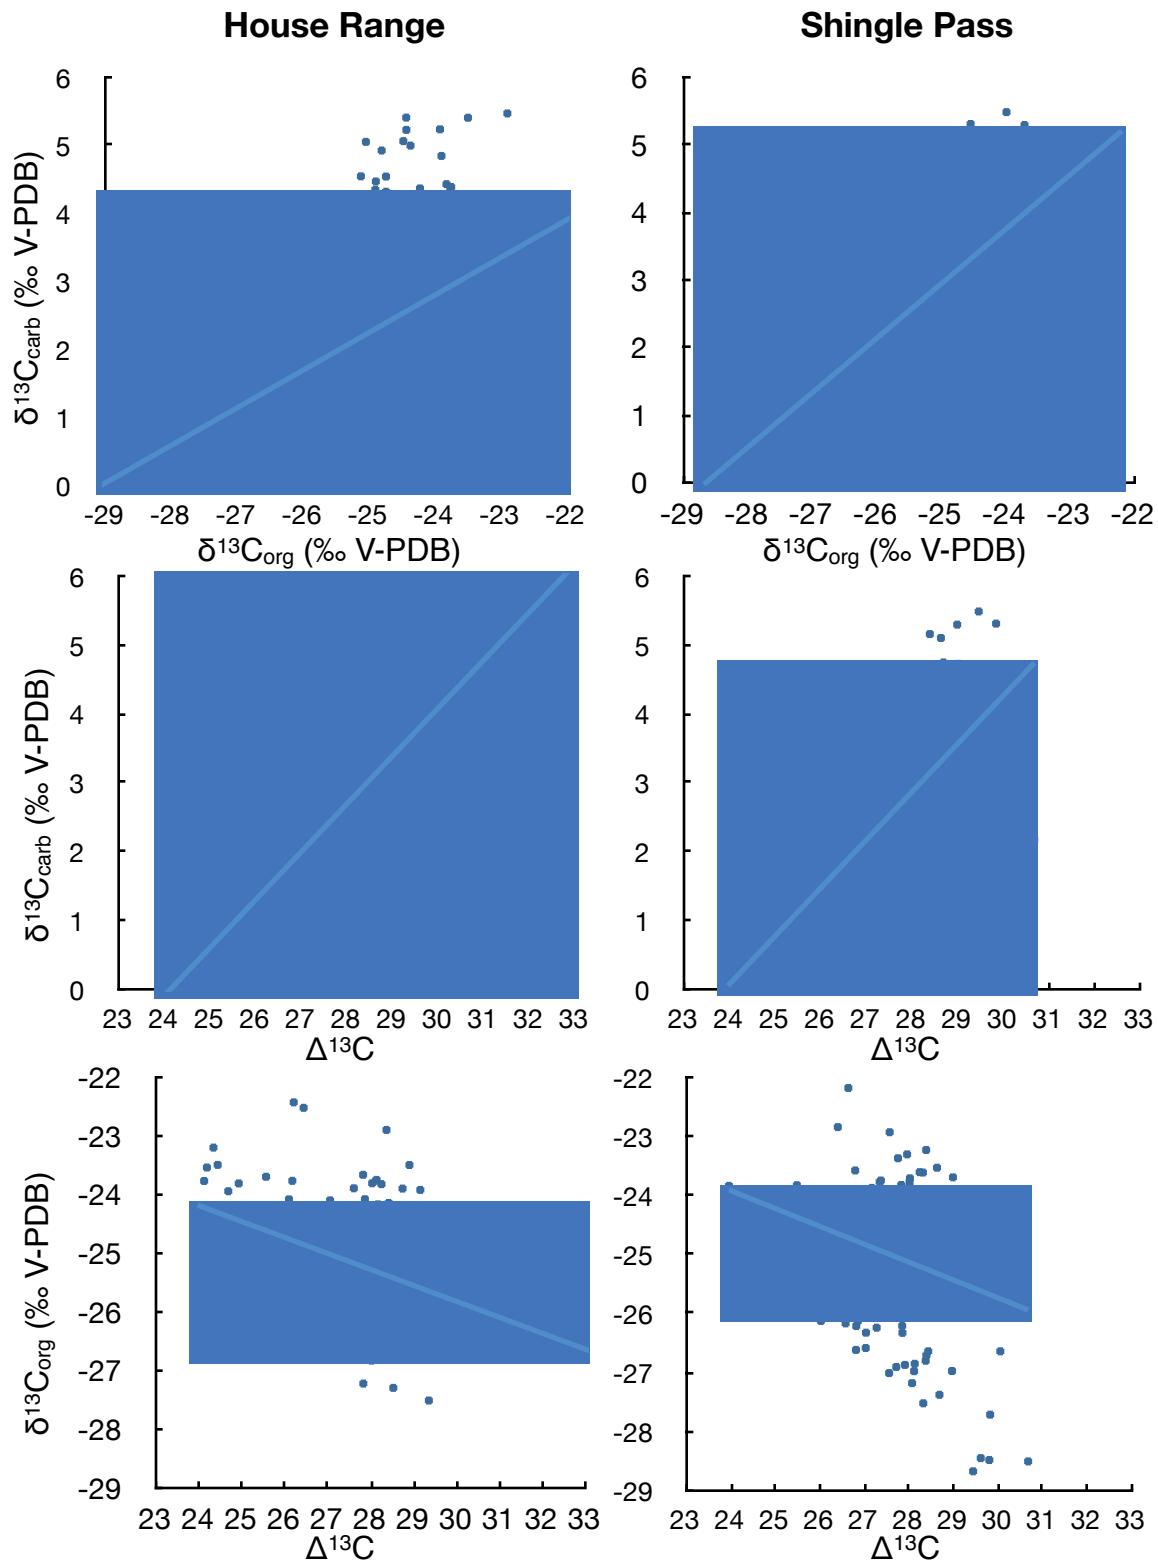 House Range
Shingle Pass
6
5
4
3
2
1
0
δ¹³Ccarb (‰ V-PDB)
-29 -28 -27 -26 -25 -24 -23 -22
δ¹³Corg (‰ V-PDB)
6
5
4
3
2
1
0
-29 -28 -27 -26 -25 -24 -23 -22
δ¹³Corg (‰ V-PDB)
6
5
4
3
2
1
0
δ¹³Ccarb (‰ V-PDB)
23 24 25 26 27 28 29 30 31 32 33
Δ¹³C
6
5
4
3
2
1
0
23 24 25 26 27 28 29 30 31 32 33
Δ¹³C
-22
-23
-24
-25
-26
-27
-28
-29
δ¹³Corg (‰ V-PDB)
23 24 25 26 27 28 29 30 31 32 33
Δ¹³C
-22
-23
-24
-25
-26
-27
-28
-29
23 24 25 26 27 28 29 30 31 32 33
Δ¹³C